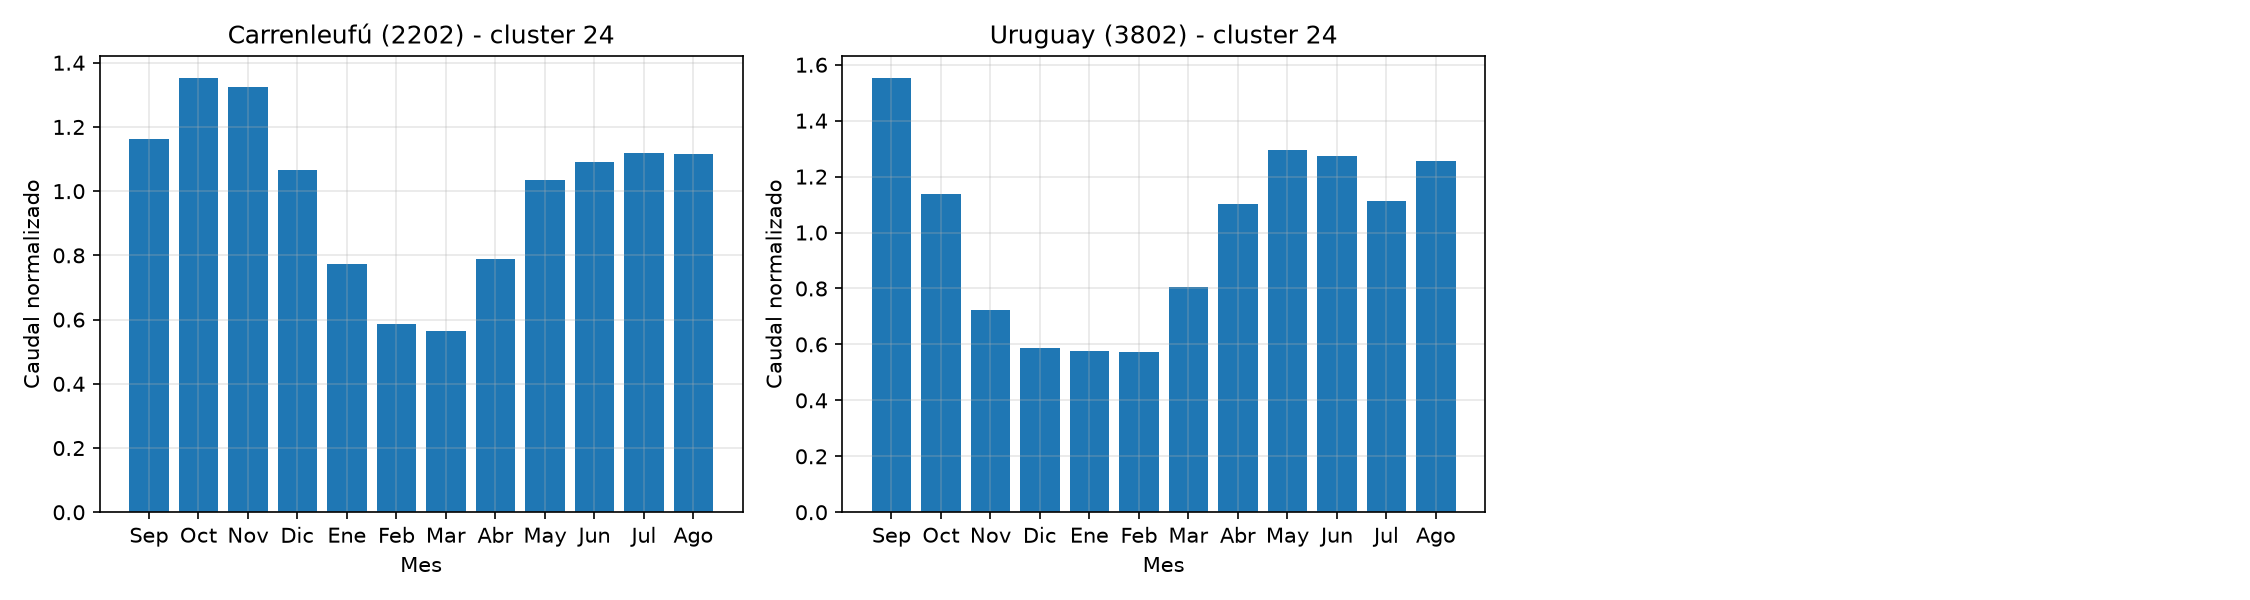 Carrenleufú (2202) - cluster 24
Caudal normalizado
1.4
1.2
1.0
0.8
0.6
0.4
0.2
0.0
Sep Oct Nov Dic Ene Feb Mar Abr May Jun Jul Ago
Mes
Uruguay (3802) - cluster 24
Caudal normalizado
1.6
1.4
1.2
1.0
0.8
0.6
0.4
0.2
0.0
Sep Oct Nov Dic Ene Feb Mar Abr May Jun Jul Ago
Mes